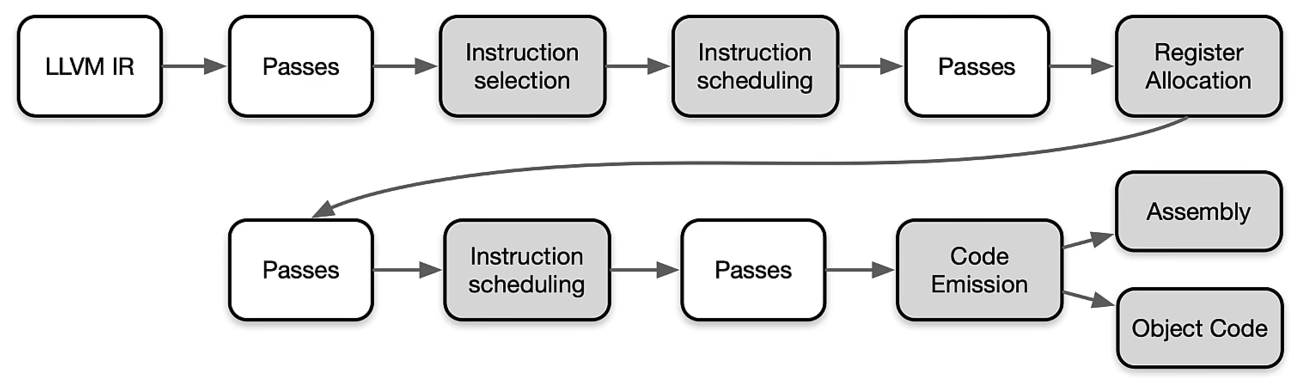 LLVM IR
Passes
Instruction
selection
Instruction
scheduling
Passes
Register
Allocation
Passes
Instruction
scheduling
Passes
Code
Emission
Assembly
Object Code